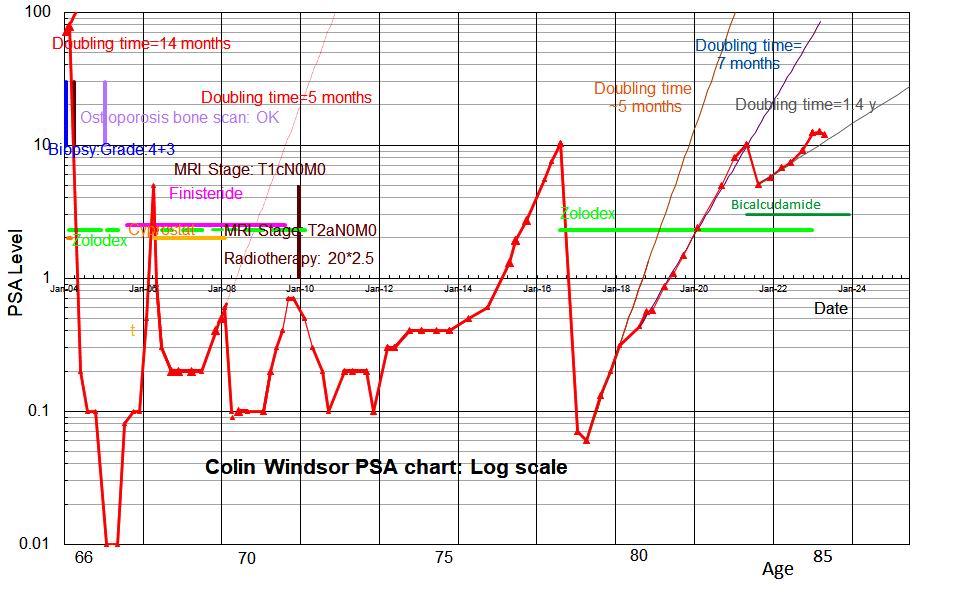 100
Doubling time=14 months
Doubling time=
7 months
Doubling time
~5 months
Doubling time=5 months
Doubling time=1.4 y
Ostioporosis bone scan: OK
10
Biopsy:Grade:4+3
MRI Stage: T1cN0M0
Finisteride
Bicalcudamide
Zolodex
Cyprostat
MRI Stage: T2aN0M0
Zolodex
Radiotherapy: 20*2.5
PSA Level
1
Jan-04 Jan-06 Jan-08 Jan-10 Jan-12 Jan-14 Jan-16 Jan-18 Jan-20 Jan-22 Jan-24
Date
t
0.1
Colin Windsor PSA chart: Log scale
0.01
66 70 75 80 85
Age